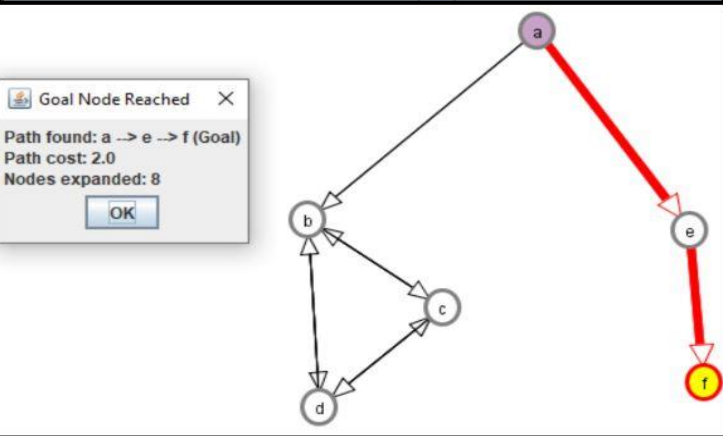 Goal Node Reached
Path found: a --> e --> f (Goal)
Path cost: 2.0
Nodes expanded: 8
OK
a
b
e
c
f
d